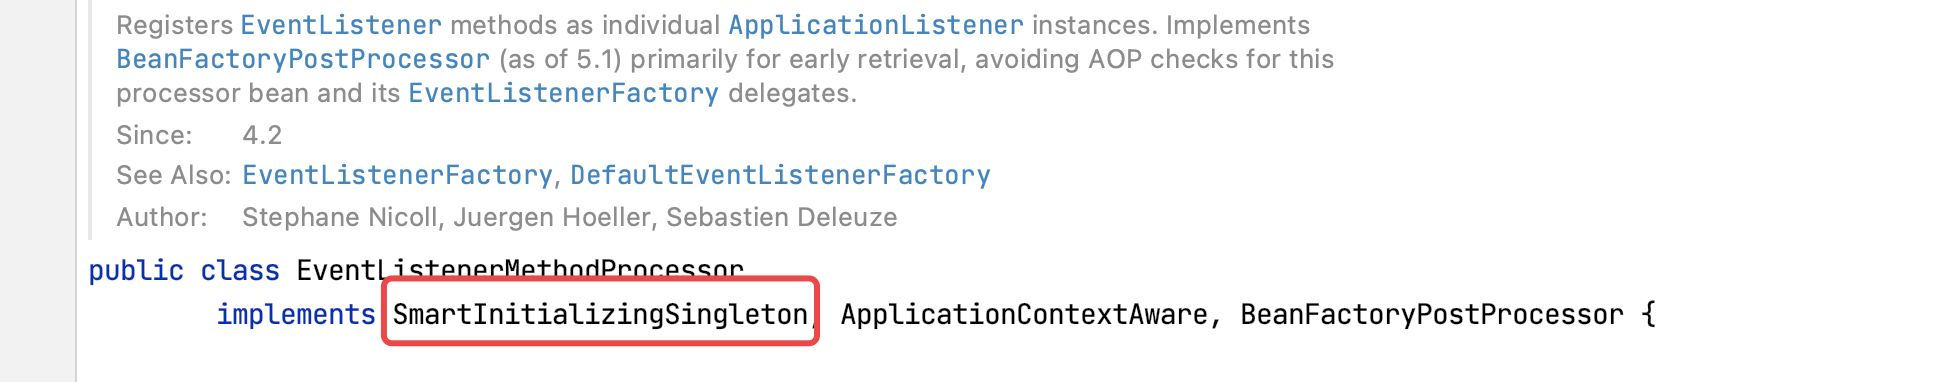 Registers EventListener methods as individual ApplicationListener instances. Implements
BeanFactoryPostProcessor (as of 5.1) primarily for early retrieval, avoiding AOP checks for this
processor bean and its EventListenerFactory delegates.
Since: 4.2
See Also: EventListenerFactory, DefaultEventListenerFactory
Author: Stephane Nicoll, Juergen Hoeller, Sebastien Deleuze
public class EventListenerMethodProcessor
implements SmartInitializingSingleton, ApplicationContextAware, BeanFactoryPostProcessor {